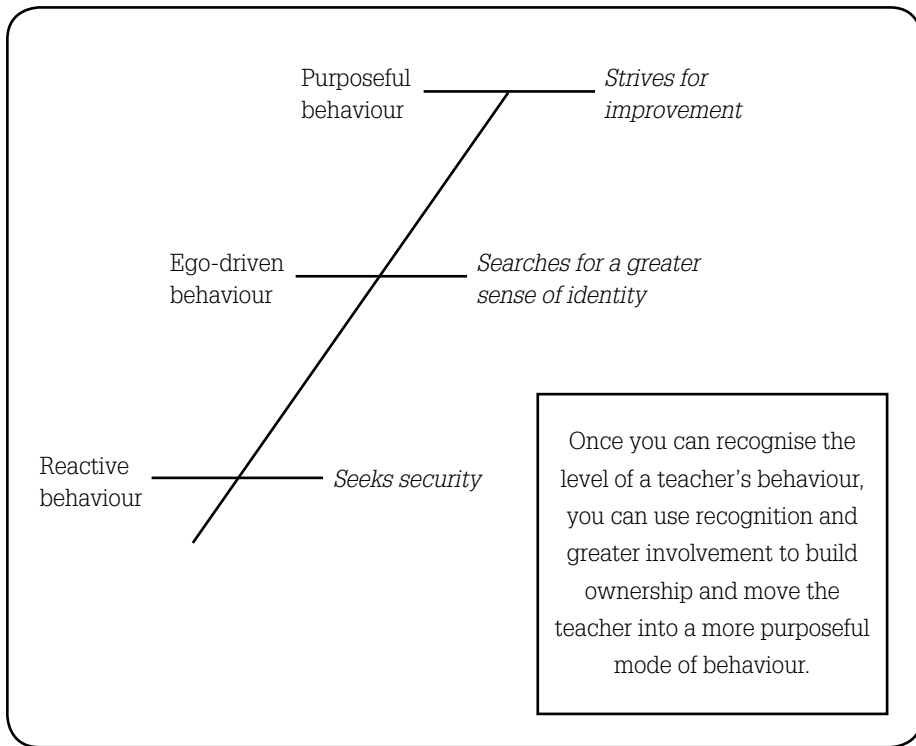 Purposeful
behaviour
Strives for
improvement
Ego-driven
behaviour
Searches for a greater
sense of identity
Reactive
behaviour
Seeks security
Once you can recognise the
level of a teacher’s behaviour,
you can use recognition and
greater involvement to build
ownership and move the
teacher into a more purposeful
mode of behaviour.